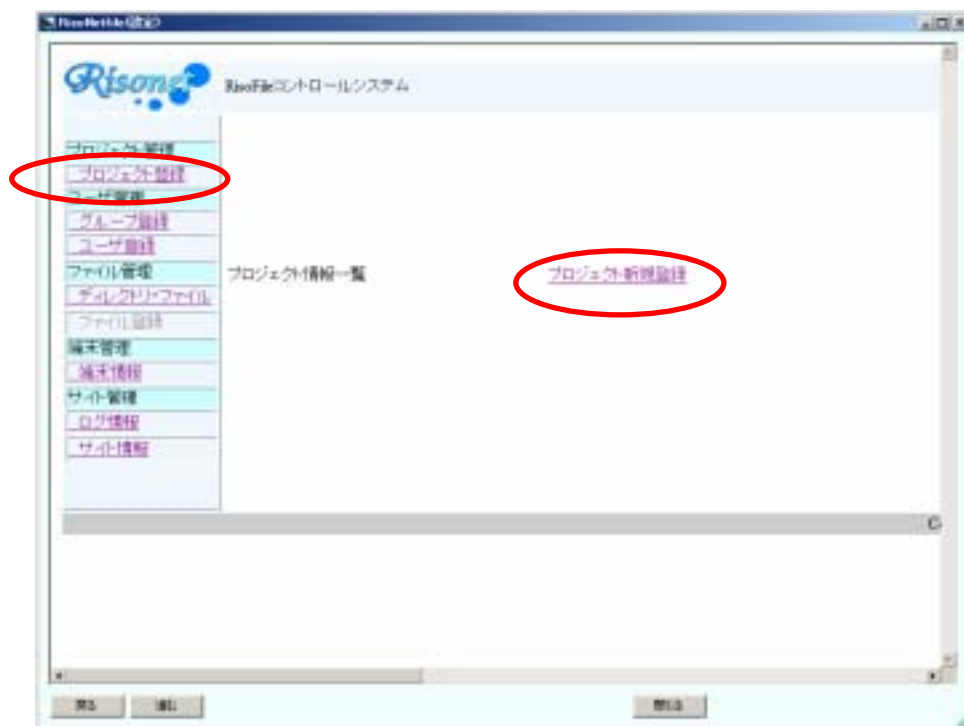 Risong
RisoFileコントロールシステム
プロジェクト管理
プロジェクト登録
ユーザ管理
グループ登録
ユーザ登録
ファイル管理
ディレクトリ・ファイル
ファイル登録
端末管理
端末情報
サイト管理
ログ情報
サイト情報
プロジェクト情報一覧
プロジェクト新規登録
戻る
進む
閉じる